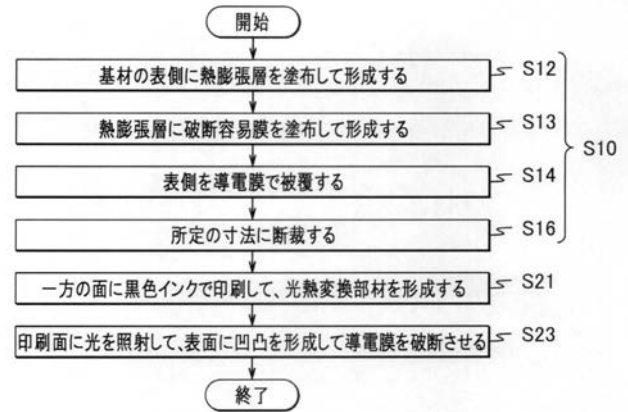 開始
基材の表側に熱膨張層を塗布して形成する
S12
熱膨張層に破断容易膜を塗布して形成する
S13
S10
表側を導電膜で被覆する
S14
所定の寸法に断裁する
S16
一方の面に黒色インクで印刷して、光熱変換部材を形成する
S21
印刷面に光を照射して、表面に凹凸を形成して導電膜を破断させる
S23
終了